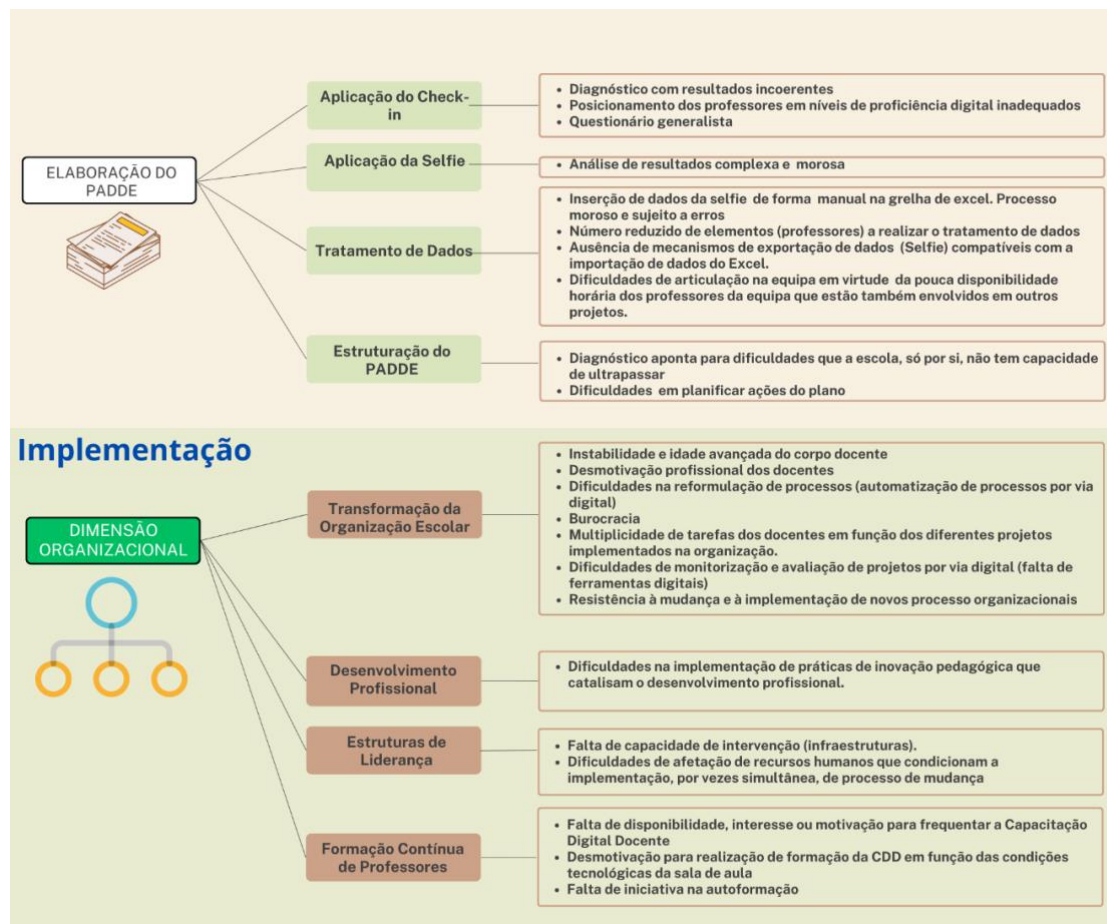 ELABORAÇÃO DO
PADDE
Aplicação do Check-
in
• Diagnóstico com resultados incoerentes
• Posicionamento dos professores em níveis de proficiência digital inadequados
• Questionário generalista
Aplicação da Selfie
• Análise de resultados complexa e morosa
Tratamento de Dados
• Inserção de dados da selfie de forma manual na grelha de excel. Processo
moroso e sujeito a erros
• Número reduzido de elementos (professores) a realizar o tratamento de dados
• Ausência de mecanismos de exportação de dados (Selfie) compatíveis com a
importação de dados do Excel.
• Dificuldades de articulação na equipa em virtude da pouca disponibilidade
horária dos professores da equipa que estão também envolvidos em outros
projetos.
Estruturação do
PADDE
• Diagnóstico aponta para dificuldades que a escola, só por si, não tem capacidade
de ultrapassar
• Dificuldades em planificar ações do plano
Implementação
DIMENSÃO
ORGANIZACIONAL
Transformação da
Organização Escolar
• Instabilidade e idade avançada do corpo docente
• Desmotivação profissional dos docentes
• Dificuldades na reformulação de processos (automatização de processos por via
digital)
• Burocracia
• Multiplicidade de tarefas dos docentes em função dos diferentes projetos
implementados na organização.
• Dificuldades de monitorização e avaliação de projetos por via digital (falta de
ferramentas digitais)
• Resistência à mudança e à implementação de novos processo organizacionais
Desenvolvimento
Profissional
• Dificuldades na implementação de práticas de inovação pedagógica que
catalisam o desenvolvimento profissional.
Estruturas de
Liderança
• Falta de capacidade de intervenção (infraestruturas).
• Dificuldades de afetação de recursos humanos que condicionam a
implementação, por vezes simultânea, de processo de mudança
Formação Contínua
de Professores
• Falta de disponibilidade, interesse ou motivação para frequentar a Capacitação
Digital Docente
• Desmotivação para realização de formação da CDD em função das condições
tecnológicas da sala de aula
• Falta de iniciativa na autoformação